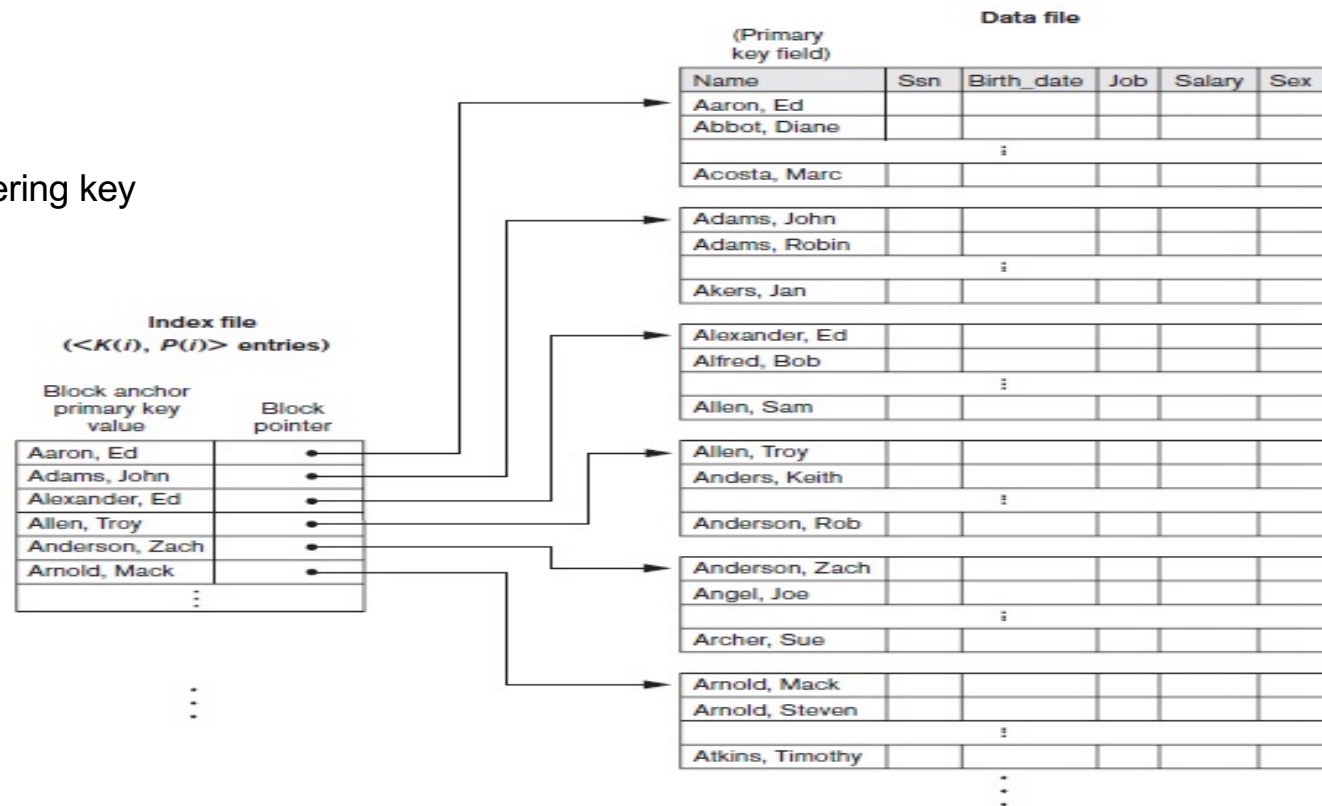 Data file
(Primary
key field)
Name Ssn Birth_date Job Salary Sex
Aaron, Ed
Abbot, Diane
⋮
Acosta, Marc
Adams, John
Adams, Robin
⋮
Akers, Jan
Alexander, Ed
Alfred, Bob
⋮
Allen, Sam
Allen, Troy
Anders, Keith
⋮
Anderson, Rob
Anderson, Zach
Angel, Joe
⋮
Archer, Sue
Arnold, Mack
Arnold, Steven
⋮
Atkins, Timothy
⋮
ering key
Index file
(<K(i), P(i)> entries)
Block anchor
primary key
value
Block
pointer
Aaron, Ed
Adams, John
Alexander, Ed
Allen, Troy
Anderson, Zach
Arnold, Mack
⋮
⋮